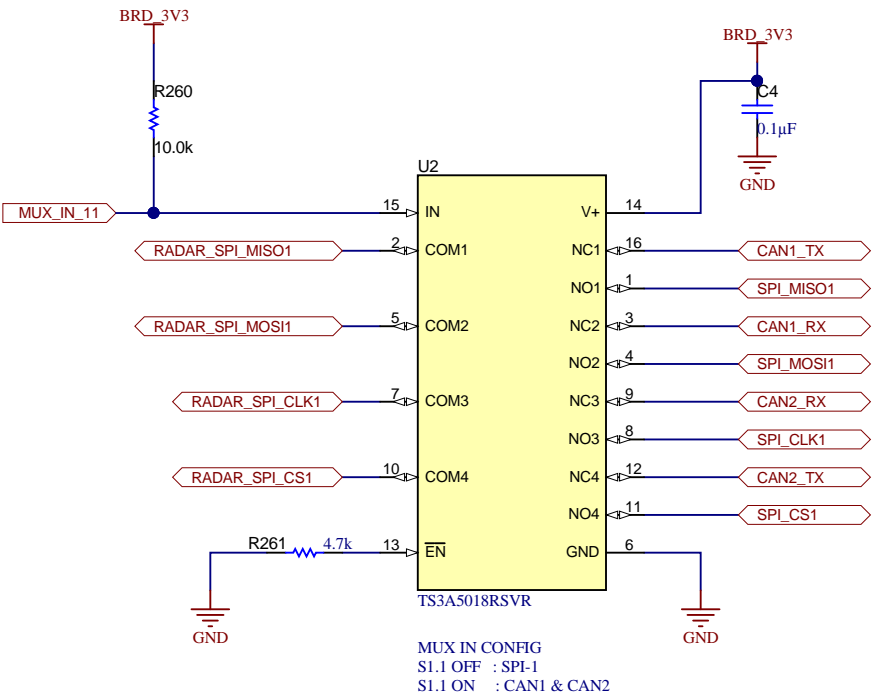 BRD_3V3
BRD_3V3
R260
C4
10.0k
0.1µF
GND
U2
MUX_IN_11
15
IN
V+
14
RADAR_SPI_MISO1
2
COM1
NC1
16
CAN1_TX
NO1
1
SPI_MISO1
RADAR_SPI_MOSI1
5
COM2
NC2
3
CAN1_RX
NO2
4
SPI_MOSI1
RADAR_SPI_CLK1
7
COM3
NC3
9
CAN2_RX
NO3
8
SPI_CLK1
RADAR_SPI_CS1
10
COM4
NC4
12
CAN2_TX
NO4
11
SPI_CS1
R261
4.7k
13
EN
GND
6
GND
GND
TS3A5018RSVR
MUX IN CONFIG
S1.1 OFF : SPI-1
S1.1 ON : CAN1 & CAN2